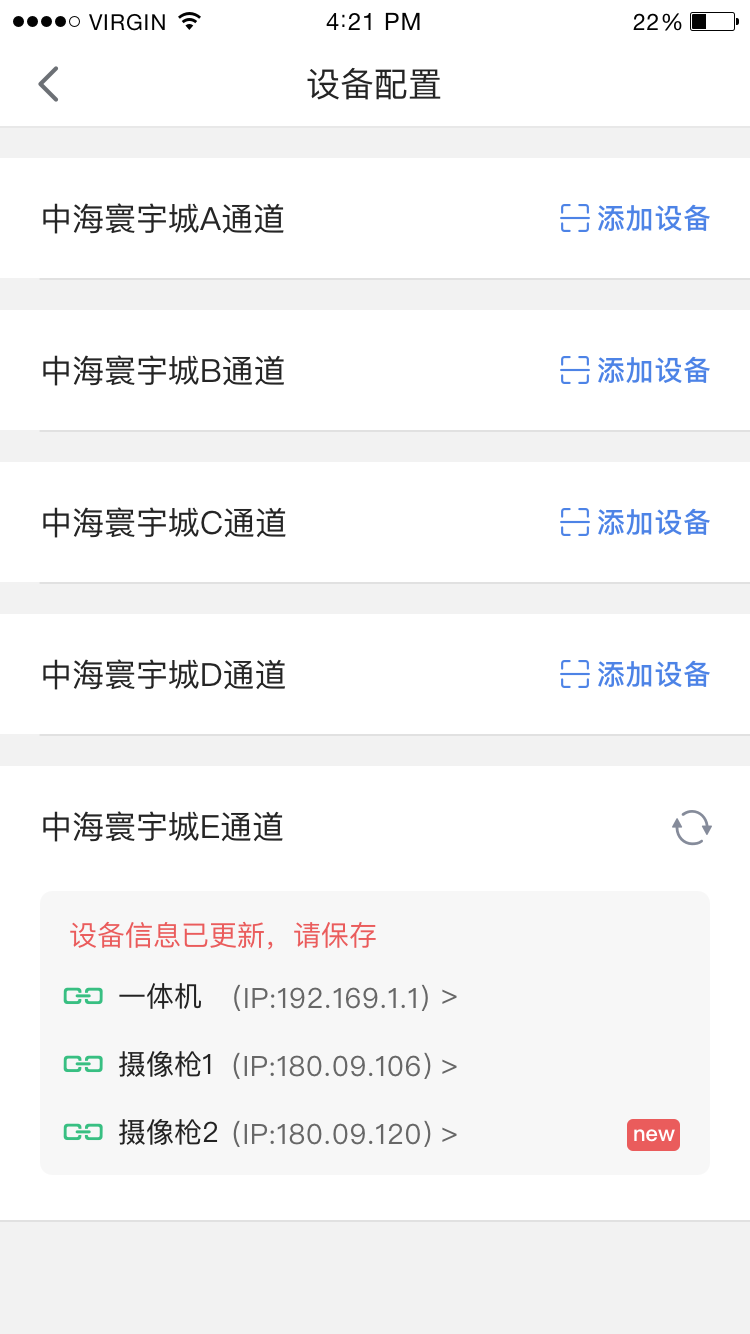 VIRGIN 4:21 PM 22%
设备配置
中海寰宇城A通道 添加设备
中海寰宇城B通道 添加设备
中海寰宇城C通道 添加设备
中海寰宇城D通道 添加设备
中海寰宇城E通道
设备信息已更新，请保存
一体机 (IP:192.169.1.1) >
摄像枪1 (IP:180.09.106) >
摄像枪2 (IP:180.09.120) > new